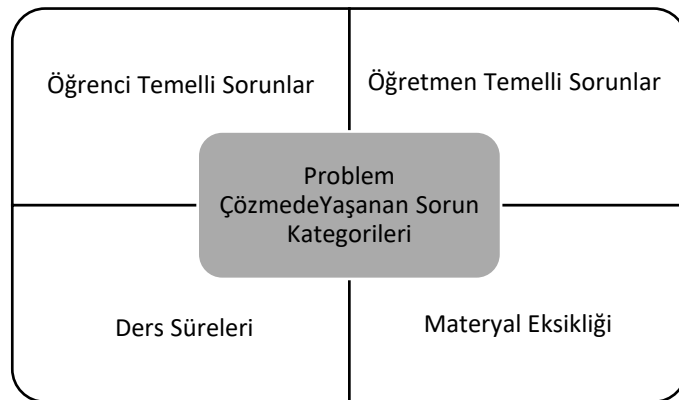 Öğrenci Temelli Sorunlar
Öğretmen Temelli Sorunlar
Problem
ÇözmedeYaşanan Sorun
Kategorileri
Ders Süreleri
Materyal Eksikliği